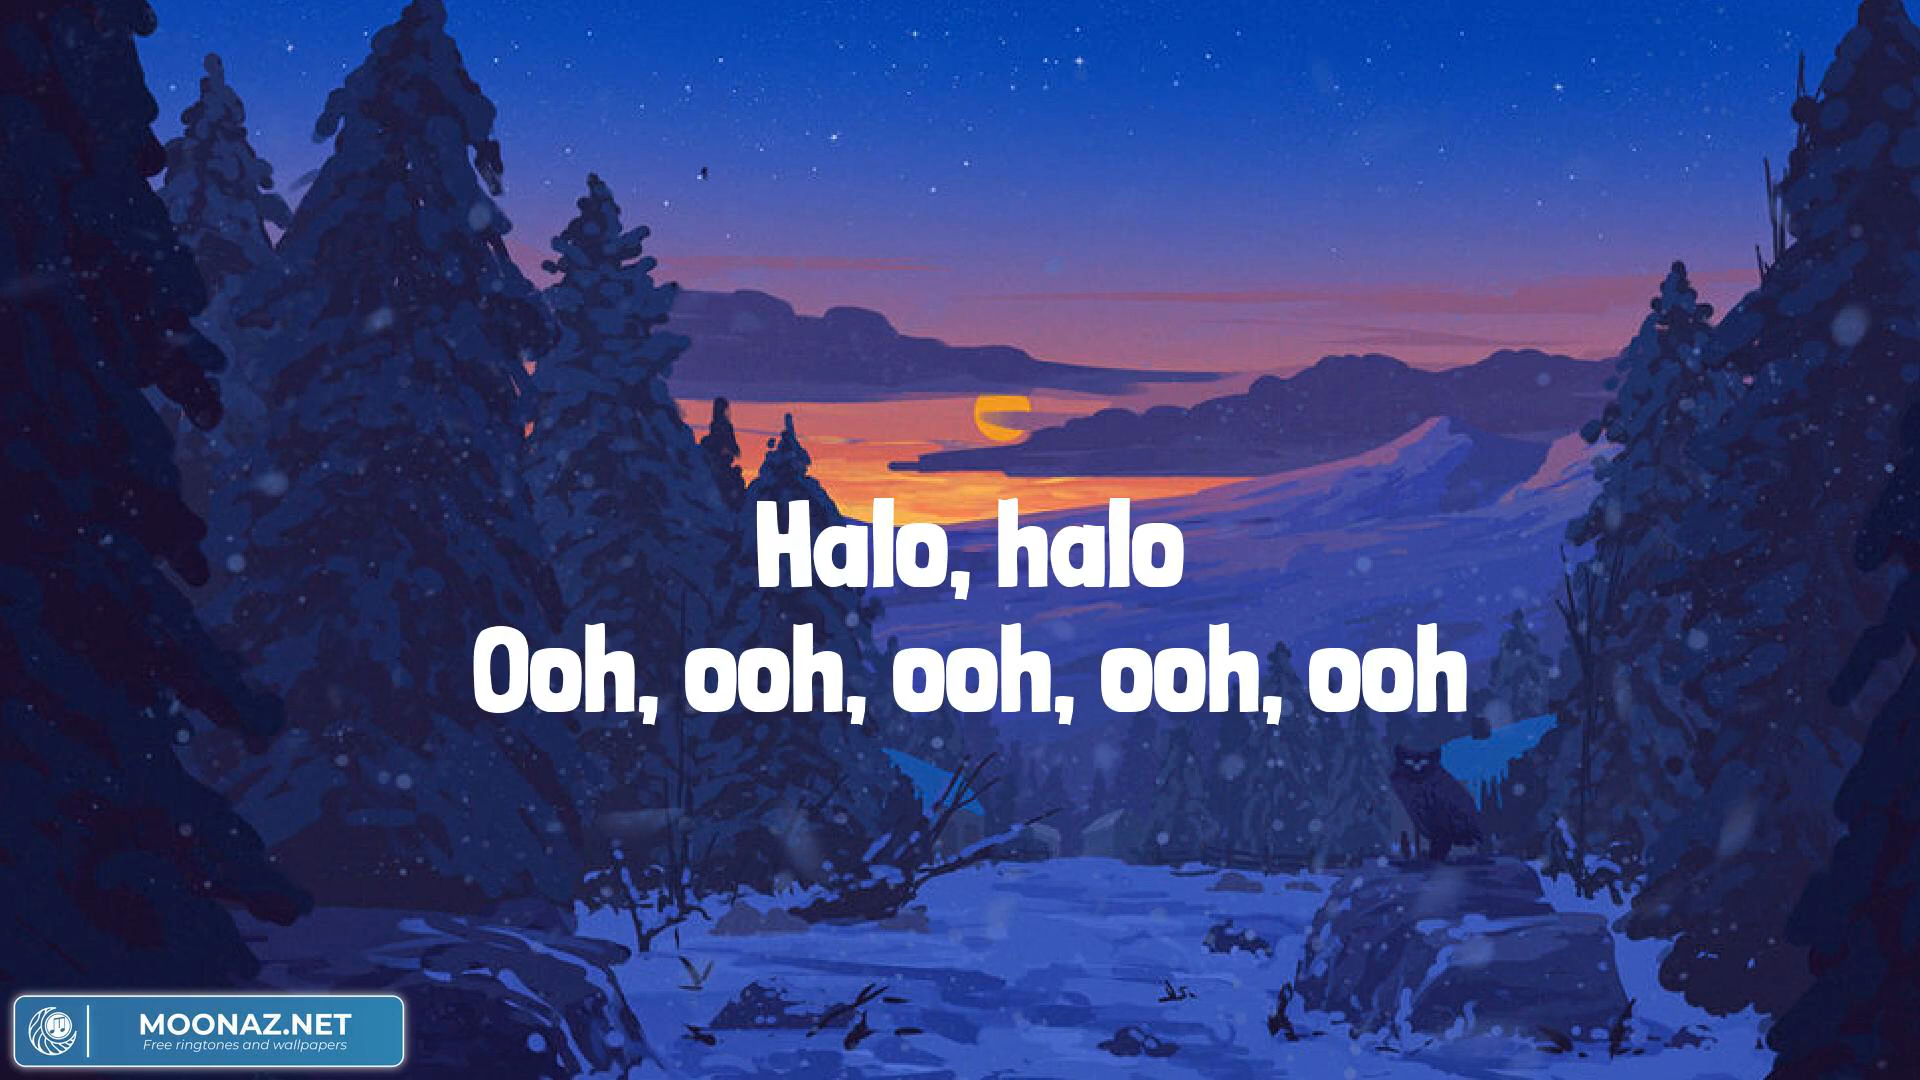 Halo, halo
Ooh, ooh, ooh, ooh, ooh
MOONAZ.NET
Free ringtones and wallpapers